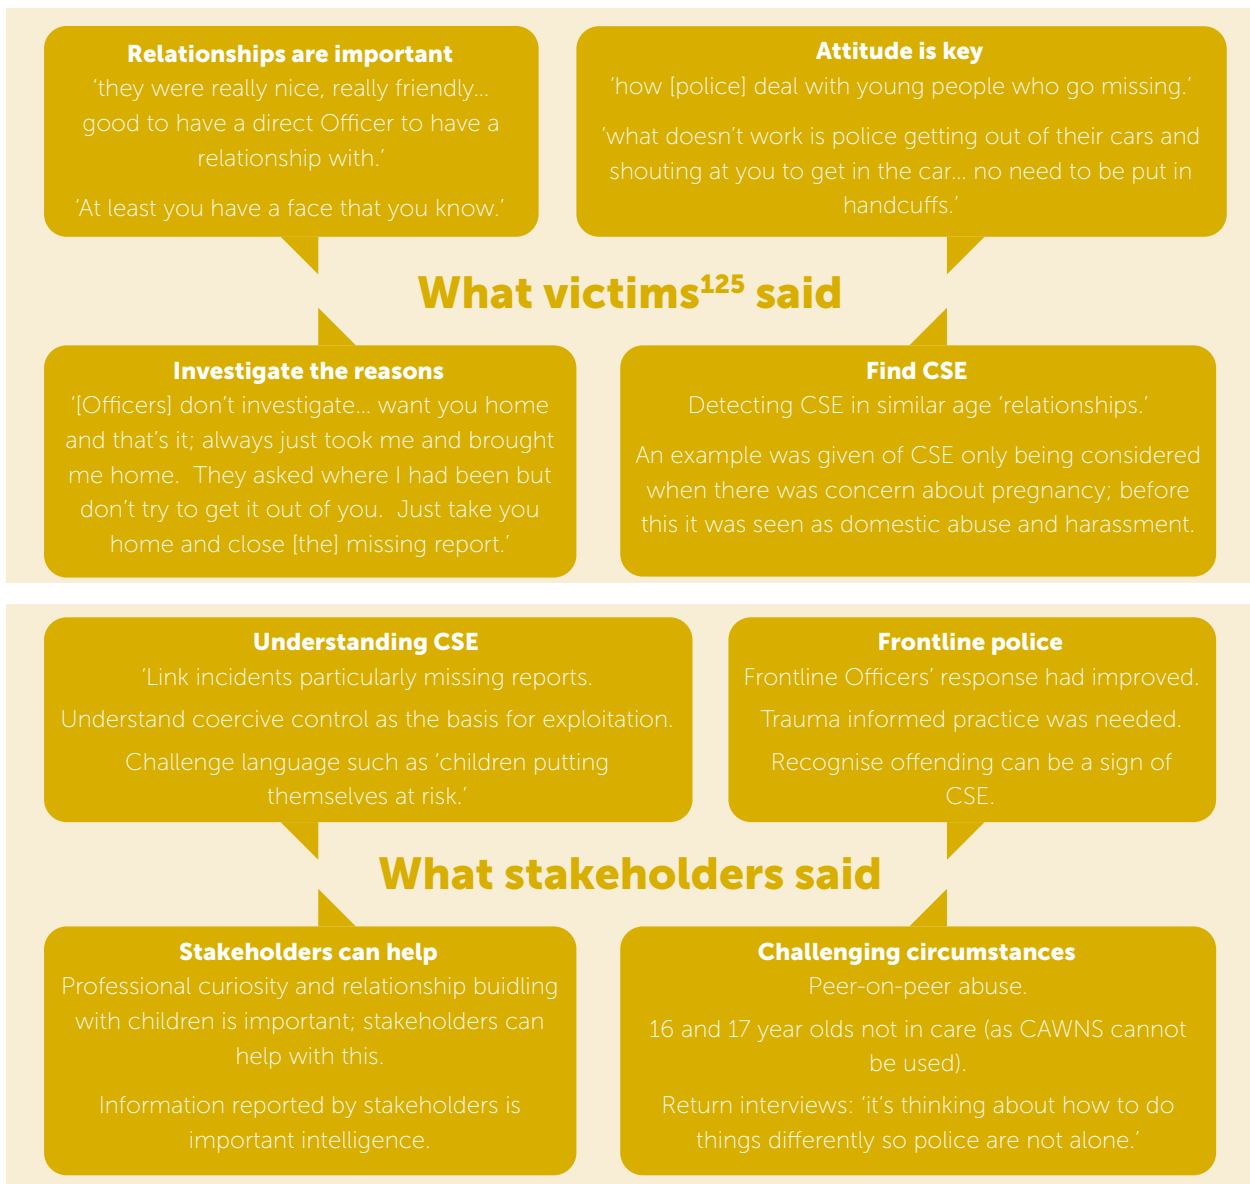 Relationships are important
‘they were really nice, really friendly...
good to have a direct Officer to have a
relationship with.’
‘At least you have a face that you know.’
Attitude is key
‘how [police] deal with young people who go missing.’
‘what doesn’t work is police getting out of their cars and
shouting at you to get in the car... no need to be put in
handcuffs.’
What victims¹²⁵ said
Investigate the reasons
‘[Officers] don’t investigate... want you home
and that’s it; always just took me and brought
me home.  They asked where I had been but
don’t try to get it out of you.  Just take you
home and close [the] missing report.’
Find CSE
Detecting CSE in similar age ‘relationships.’
An example was given of CSE only being considered
when there was concern about pregnancy; before
this it was seen as domestic abuse and harassment.
Understanding CSE
‘Link incidents particularly missing reports.
Understand coercive control as the basis for exploitation.
Challenge language such as ‘children putting
themselves at risk.’
Frontline police
Frontline Officers’ response had improved.
Trauma informed practice was needed.
Recognise offending can be a sign of
CSE.
What stakeholders said
Stakeholders can help
Professional curiosity and relationship buidling
with children is important; stakeholders can
help with this.
Information reported by stakeholders is
important intelligence.
Challenging circumstances
Peer-on-peer abuse.
16 and 17 year olds not in care (as CAWNS cannot
be used).
Return interviews: ‘it’s thinking about how to do
things differently so police are not alone.’